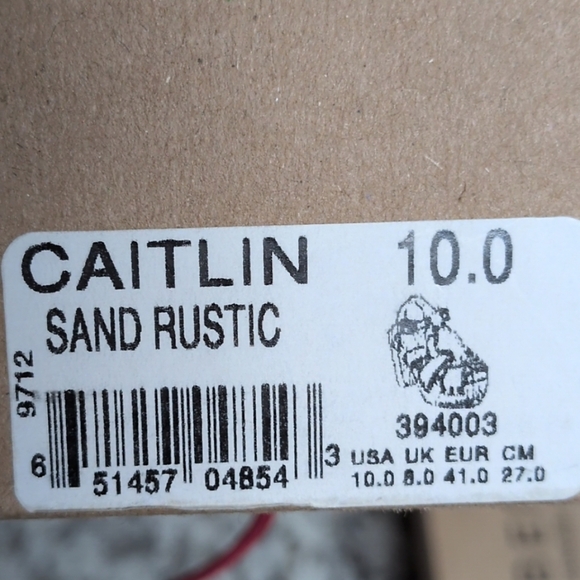 CAITLIN 10.0
SAND RUSTIC
9712
394003
6 51457 04854 3
USA UK EUR CM
10.0 8.0 41.0 27.0